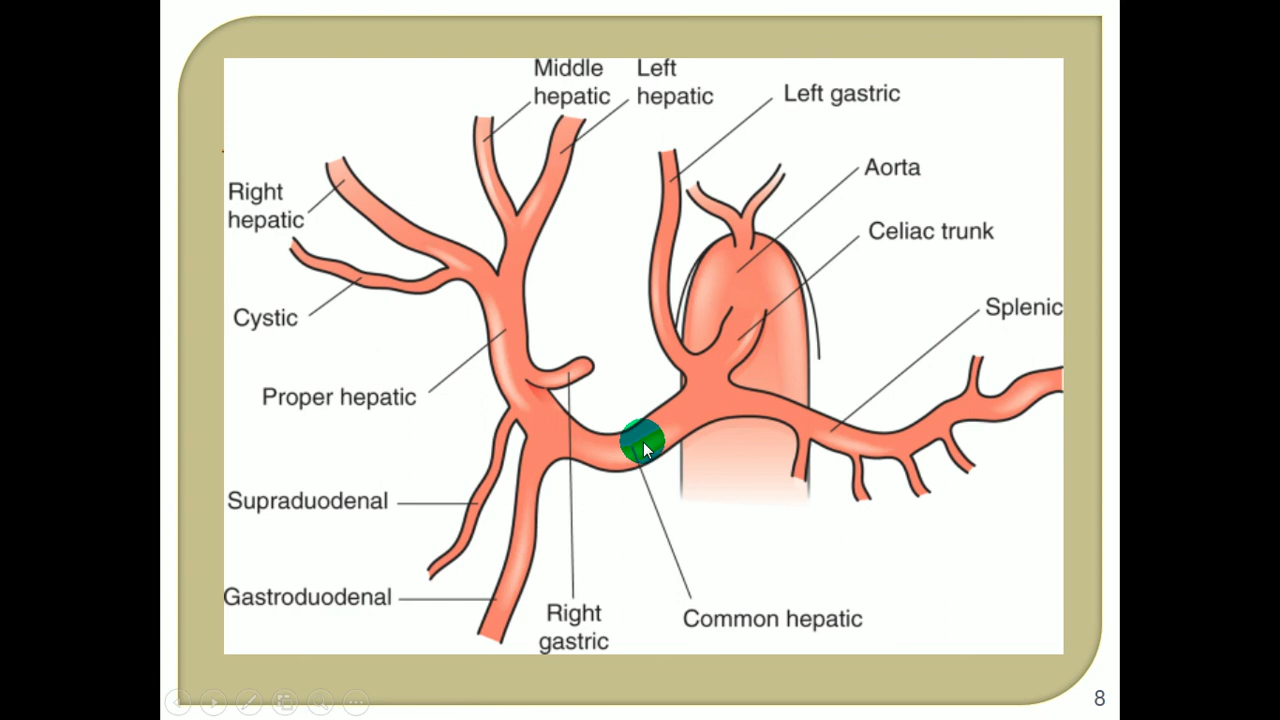 Middle
hepatic
Left
hepatic
Left gastric
Aorta
Right
hepatic
Celiac trunk
Splenic
Cystic
Proper hepatic
Supraduodenal
Gastroduodenal
Right
gastric
Common hepatic
8